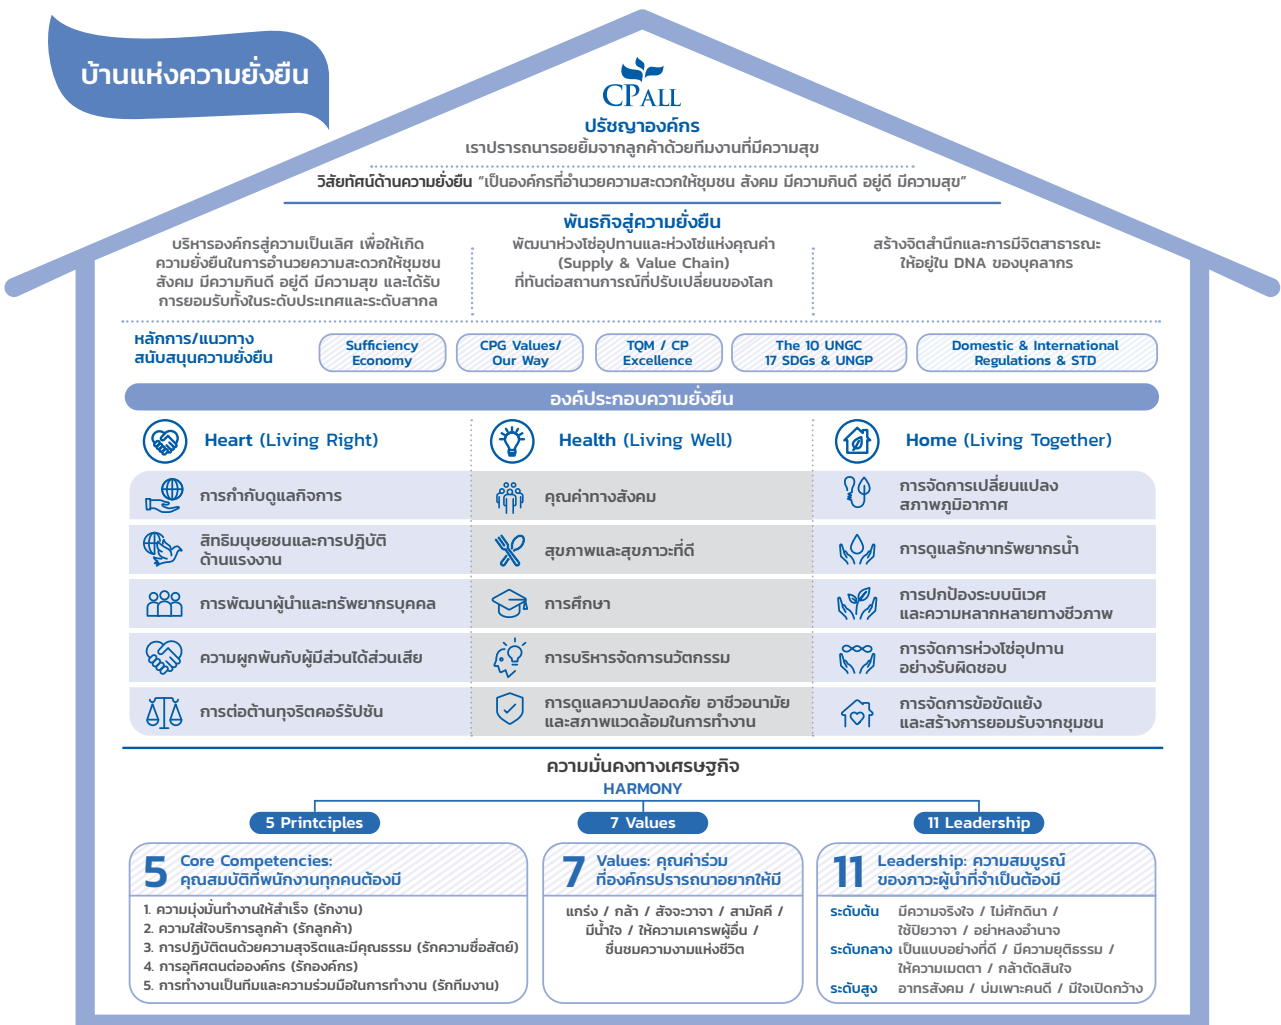 บ้านแห่งความยั่งยืน
CPALL
ปรัชญาองค์กร
เราปรารถนารอยยิ้มจากลูกค้าด้วยทีมงานที่มีความสุข
วิสัยทัศน์ด้านความยั่งยืน "เป็นองค์กรที่อำนวยความสะดวกให้ชุมชน สังคม มีความกินดี อยู่ดี มีความสุข"
พันธกิจสู่ความยั่งยืน
บริหารองค์กรสู่ความเป็นเลิศ เพื่อให้เกิด
ความยั่งยืนในการอำนวยความสะดวกให้ชุมชน
สังคม มีความกินดี อยู่ดี มีความสุข และได้รับ
การยอมรับทั้งในระดับประเทศและระดับสากล
พัฒนาห่วงโซ่อุปทานและห่วงโซ่แห่งคุณค่า
(Supply & Value Chain)
ที่ทันต่อสถานการณ์ที่ปรับเปลี่ยนของโลก
สร้างจิตสำนึกและการมีจิตสาธารณะ
ให้อยู่ใน DNA ของบุคลากร
หลักการ/แนวทาง
สนับสนุนความยั่งยืน
Sufficiency
Economy
CPG Values/
Our Way
TQM / CP
Excellence
The 10 UNGC
17 SDGs & UNGP
Domestic & International
Regulations & STD
องค์ประกอบความยั่งยืน
Heart (Living Right)
การกำกับดูแลกิจการ
สิทธิมนุษยชนและการปฎิบัติ
ด้านแรงงาน
การพัฒนาผู้นำและทรัพยากรบุคคล
ความผูกพันกับผู้มีส่วนได้ส่วนเสีย
การต่อต้านทุจริตคอร์รัปชัน
Health (Living Well)
คุณค่าทางสังคม
สุขภาพและสุขภาวะที่ดี
การศึกษา
การบริหารจัดการนวัตกรรม
การดูแลความปลอดภัย อาชีวอนามัย
และสภาพแวดล้อมในการทำงาน
Home (Living Together)
การจัดการเปลี่ยนแปลง
สภาพภูมิอากาศ
การดูแลรักษาทรัพยากรน้ำ
การปกป้องระบบนิเวศ
และความหลากหลายทางชีวภาพ
การจัดการห่วงโซ่อุปทาน
อย่างรับผิดชอบ
การจัดการข้อขัดแย้ง
และสร้างการยอมรับจากชุมชน
ความมั่นคงทางเศรษฐกิจ
HARMONY
5 Printciples
7 Values
11 Leadership
5 Core Competencies:
คุณสมบัติที่พนักงานทุกคนต้องมี
1. ความมุ่งมั่นทำงานให้สำเร็จ (รักงาน)
2. ความใส่ใจบริการลูกค้า (รักลูกค้า)
3. การปฏิบัติตนด้วยความสุจริตและมีคุณธรรม (รักความซื่อสัตย์)
4. การอุทิศตนต่อองค์กร (รักองค์กร)
5. การทำงานเป็นทีมและความร่วมมือในการทำงาน (รักทีมงาน)
7 Values: คุณค่าร่วม
ที่องค์กรปรารถนาอยากให้มี
แกร่ง / กล้า / สัจจะวาจา / สามัคคี /
มีน้ำใจ / ให้ความเคารพผู้อื่น /
ชื่นชมความงามแห่งชีวิต
11 Leadership: ความสมบูรณ์
ของภาวะผู้นำที่จำเป็นต้องมี
ระดับต้น มีความจริงใจ / ไม่ศักดินา /
ใช้ปิยวาจา / อย่าหลงอำนาจ
ระดับกลาง เป็นแบบอย่างที่ดี / มีความยุติธรรม /
ให้ความเมตตา / กล้าตัดสินใจ
ระดับสูง อาทรสังคม / บ่มเพาะคนดี / มีใจเปิดกว้าง